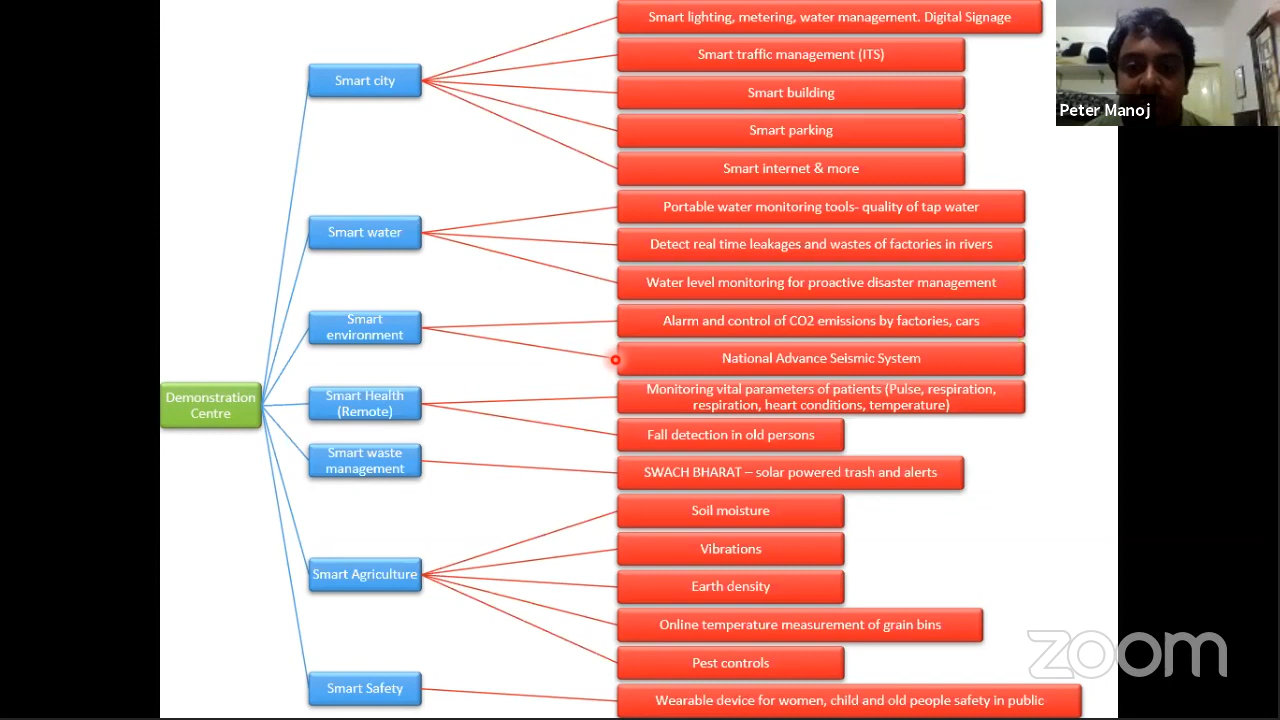 Smart lighting, metering, water management. Digital Signage
Smart traffic management (ITS)
Smart city
Smart building
Smart parking
Smart internet & more
Peter Manoj
Portable water monitoring tools- quality of tap water
Smart water
Detect real time leakages and wastes of factories in rivers
Water level monitoring for proactive disaster management
Smart
environment
Alarm and control of CO2 emissions by factories, cars
National Advance Seismic System
Demonstration
Centre
Smart Health
(Remote)
Monitoring vital parameters of patients (Pulse, respiration,
respiration, heart conditions, temperature)
Fall detection in old persons
Smart waste
management
SWACH BHARAT – solar powered trash and alerts
Soil moisture
Vibrations
Smart Agriculture
Earth density
Online temperature measurement of grain bins
Pest controls
Smart Safety
Wearable device for women, child and old people safety in public
zoom